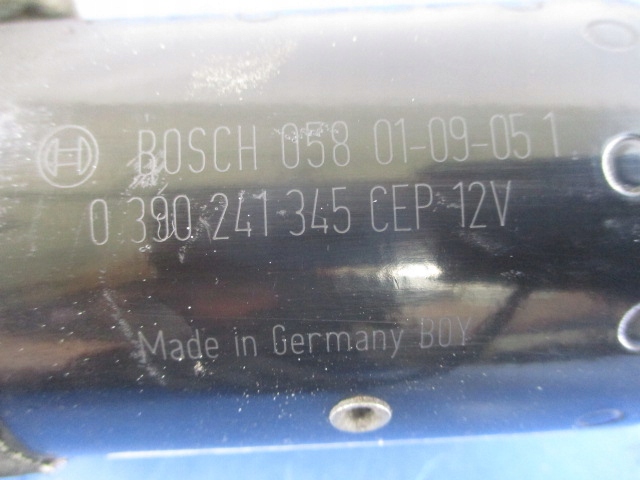 BOSCH 058 01-09-05 1
0 390 241 345 CEP 12V
Made in Germany BOY